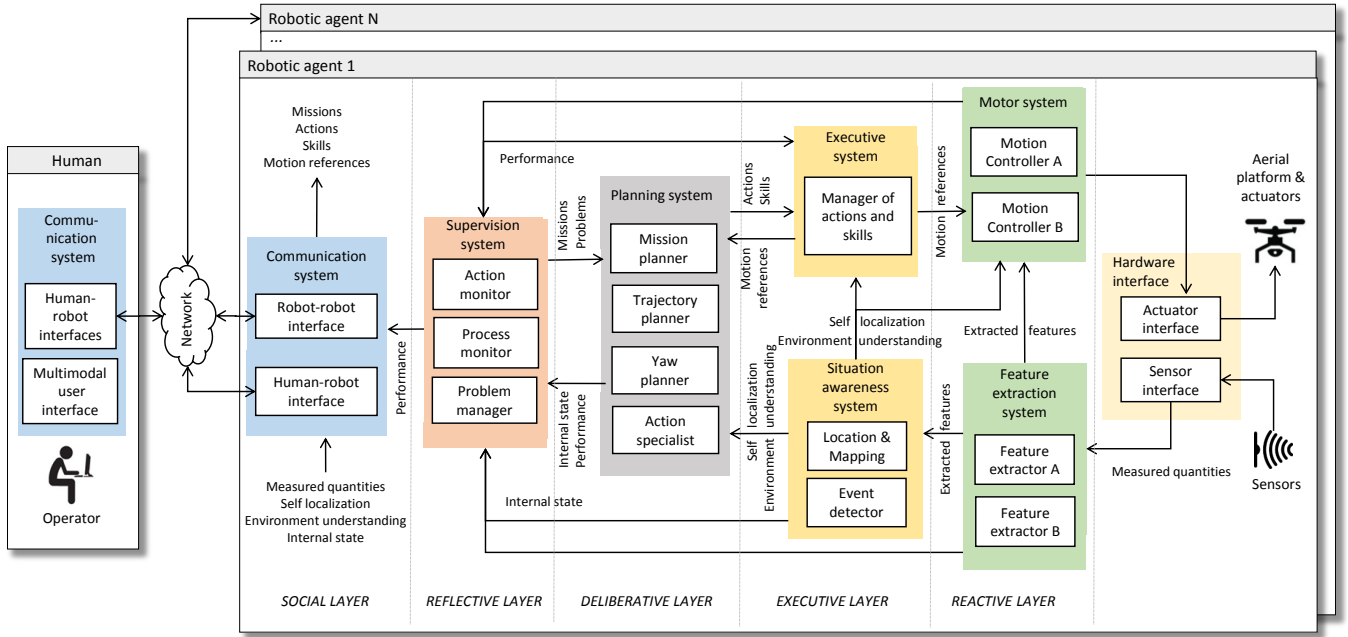 Robotic agent N
...
Robotic agent 1
Human
Commu-
nication
system
Human-
robot
interfaces
Multimodal
user
interface
Operator
Network
Missions
Actions
Skills
Motion references
Communication
system
Robot-robot
interface
Human-robot
interface
Measured quantities
Self localization
Environment understanding
Internal state
Performance
Performance
Supervision
system
Action
monitor
Process
monitor
Problem
manager
Internal state
Missions
Problems
Internal state
Performance
Planning system
Mission
planner
Trajectory
planner
Yaw
planner
Action
specialist
Actions
Skills
Motion
references
Self localization
Environment understanding
Executive
system
Manager of
actions and
skills
Self localization
Environment understanding
Situation
awareness
system
Location &
Mapping
Event
detector
Motion references
Extracted features
Motor system
Motion
Controller A
Motion
Controller B
Extracted features
Feature
extraction
system
Feature
extractor A
Feature
extractor B
Hardware
interface
Actuator
interface
Sensor
interface
Measured quantities
Aerial
platform &
actuators
Sensors
SOCIAL LAYER
REFLECTIVE LAYER
DELIBERATIVE LAYER
EXECUTIVE LAYER
REACTIVE LAYER